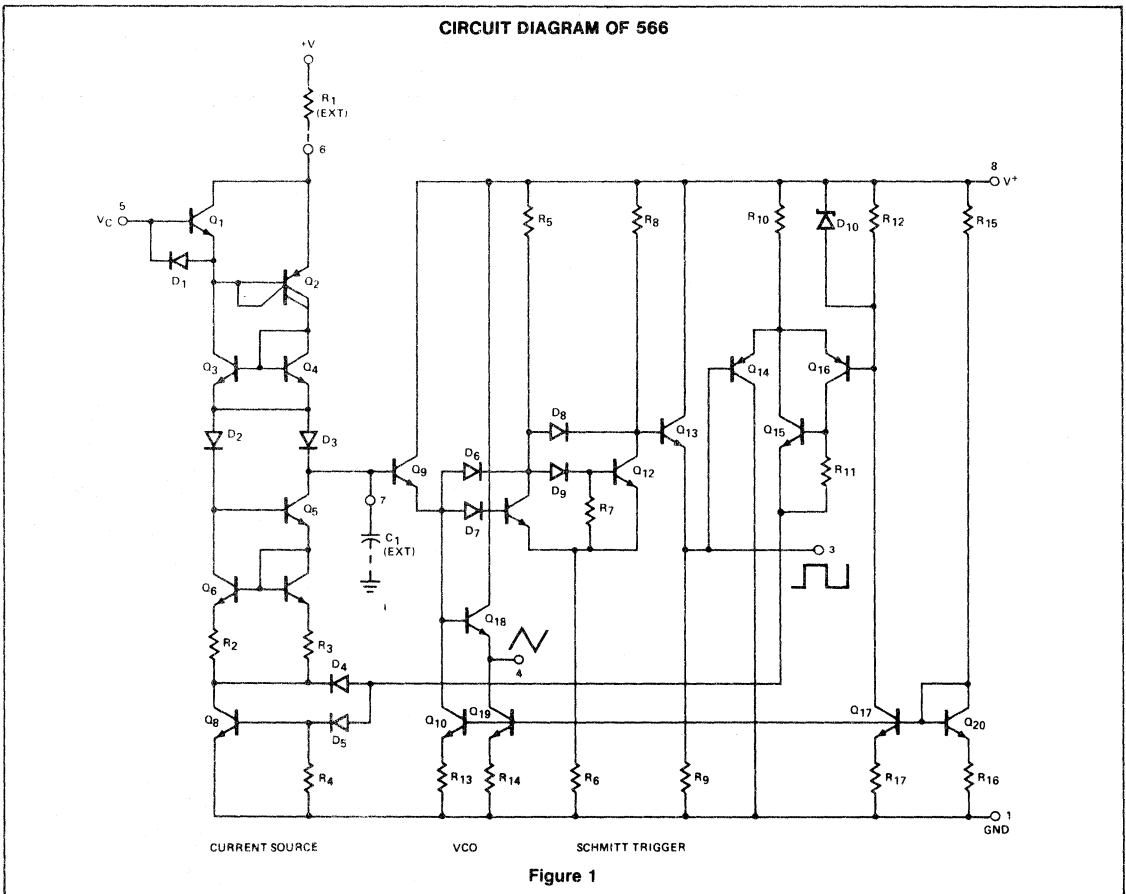 CIRCUIT DIAGRAM OF 566
+V
R1
(EXT)
6
5
VC
Q1
D1
Q2
Q3
Q4
D2
D3
Q5
Q6
R2
R3
D4
Q8
D5
R4
7
C1
(EXT)
Q9
D6
D7
R5
D8
D9
R7
R8
Q12
Q13
Q18
4
Q10
Q19
R13
R14
R6
R9
8
V+
R10
D10
R12
R15
Q14
Q16
Q15
R11
3
Q17
Q20
R17
R16
1
GND
CURRENT SOURCE
VCO
SCHMITT TRIGGER
Figure 1